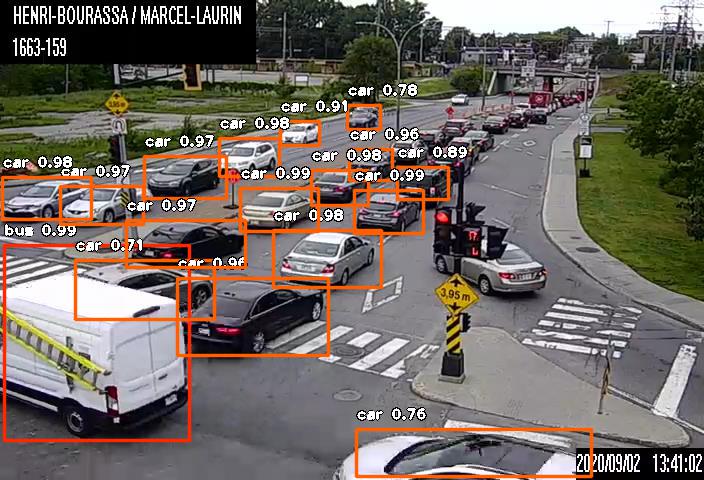 HENRI-BOURASSA / MARCEL-LAURIN
1663-159
car 0.78
car 0.91
car 0.98
car 0.96
car 0.97
car 0.98
car 0.89
car 0.98
car 0.97
car 0.99
car 0.99
car 0.97
car 0.98
bus 0.99
car 0.71
car 0.96
3,95 m
car 0.76
2020/09/02 13:41:02